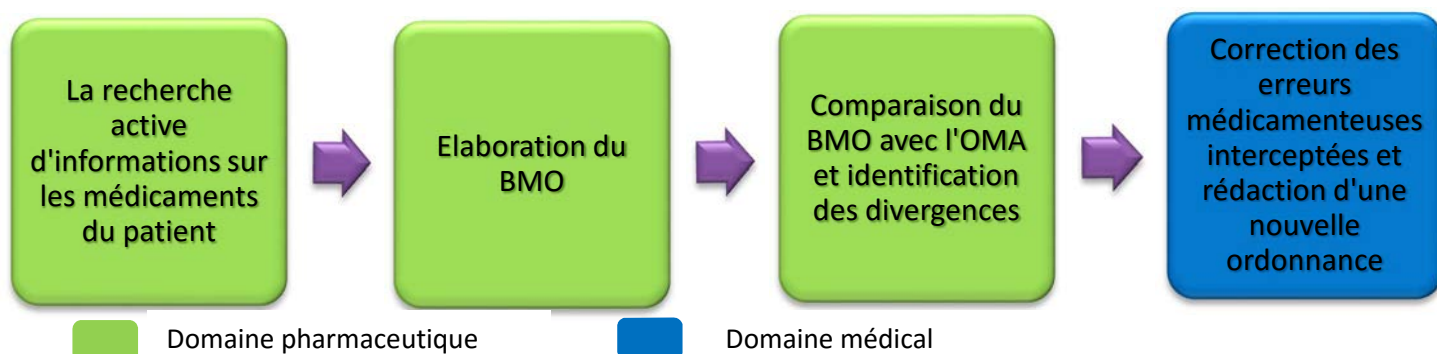 La recherche
active
d'informations sur
les médicaments
du patient
Elaboration du
BMO
Comparaison du
BMO avec l'OMA
et identification
des divergences
Correction des
erreurs
médicamenteuses
interceptées et
rédaction d'une
nouvelle
ordonnance
Domaine pharmaceutique
Domaine médical